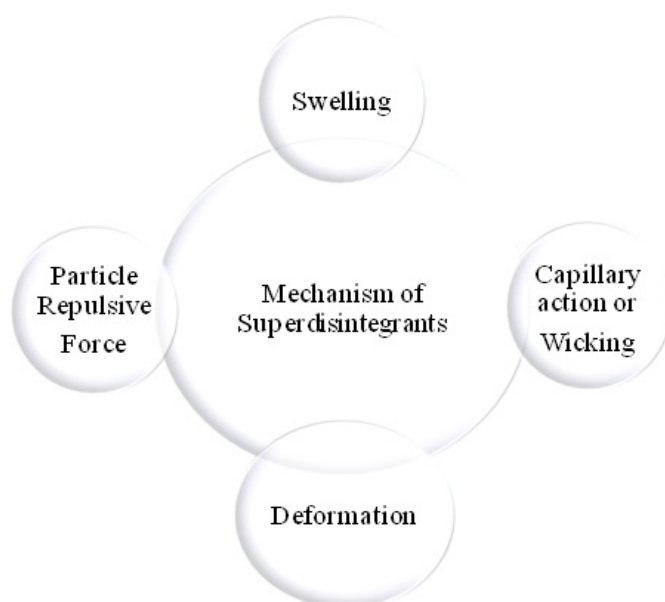 Swelling
Particle
Repulsive
Force
Mechanism of
Superdisintegrants
Capillary
action or
Wicking
Deformation